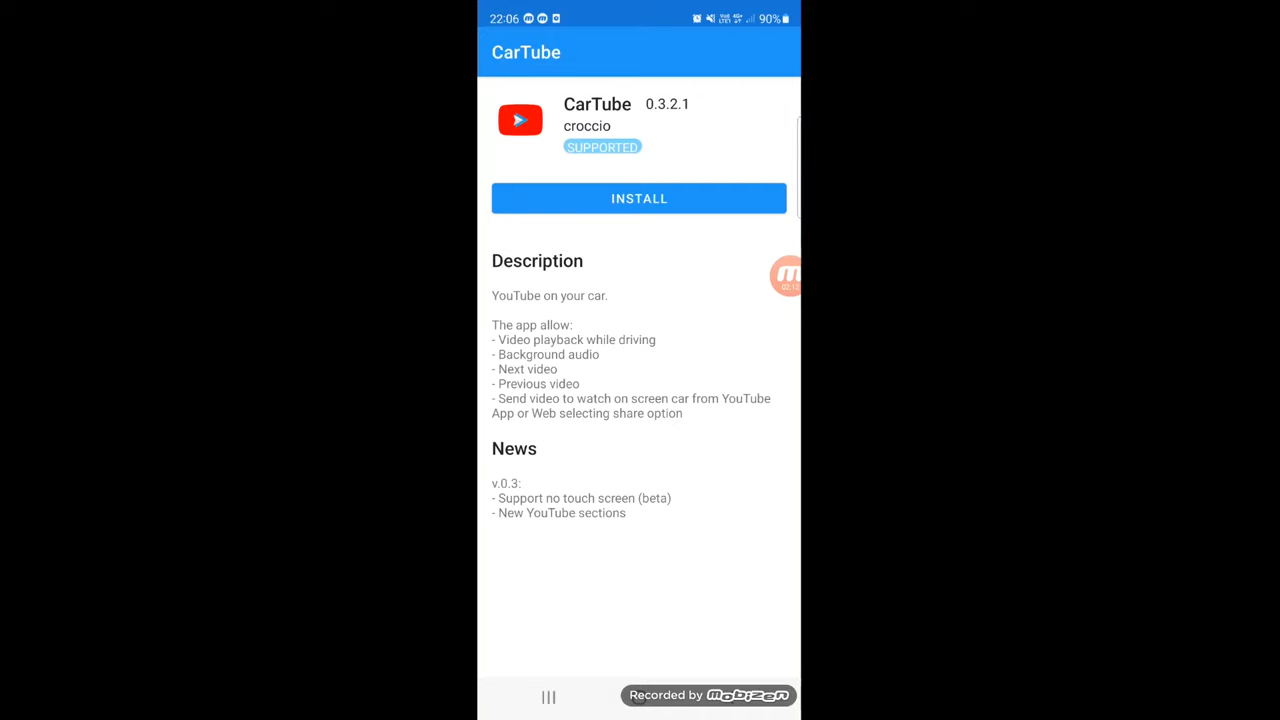 22:06 90%
CarTube
CarTube 0.3.2.1
croccio
SUPPORTED
INSTALL
Description
YouTube on your car.
The app allow:
- Video playback while driving
- Background audio
- Next video
- Previous video
- Send video to watch on screen car from YouTube
App or Web selecting share option
News
v.0.3:
- Support no touch screen (beta)
- New YouTube sections
Recorded by mobizen